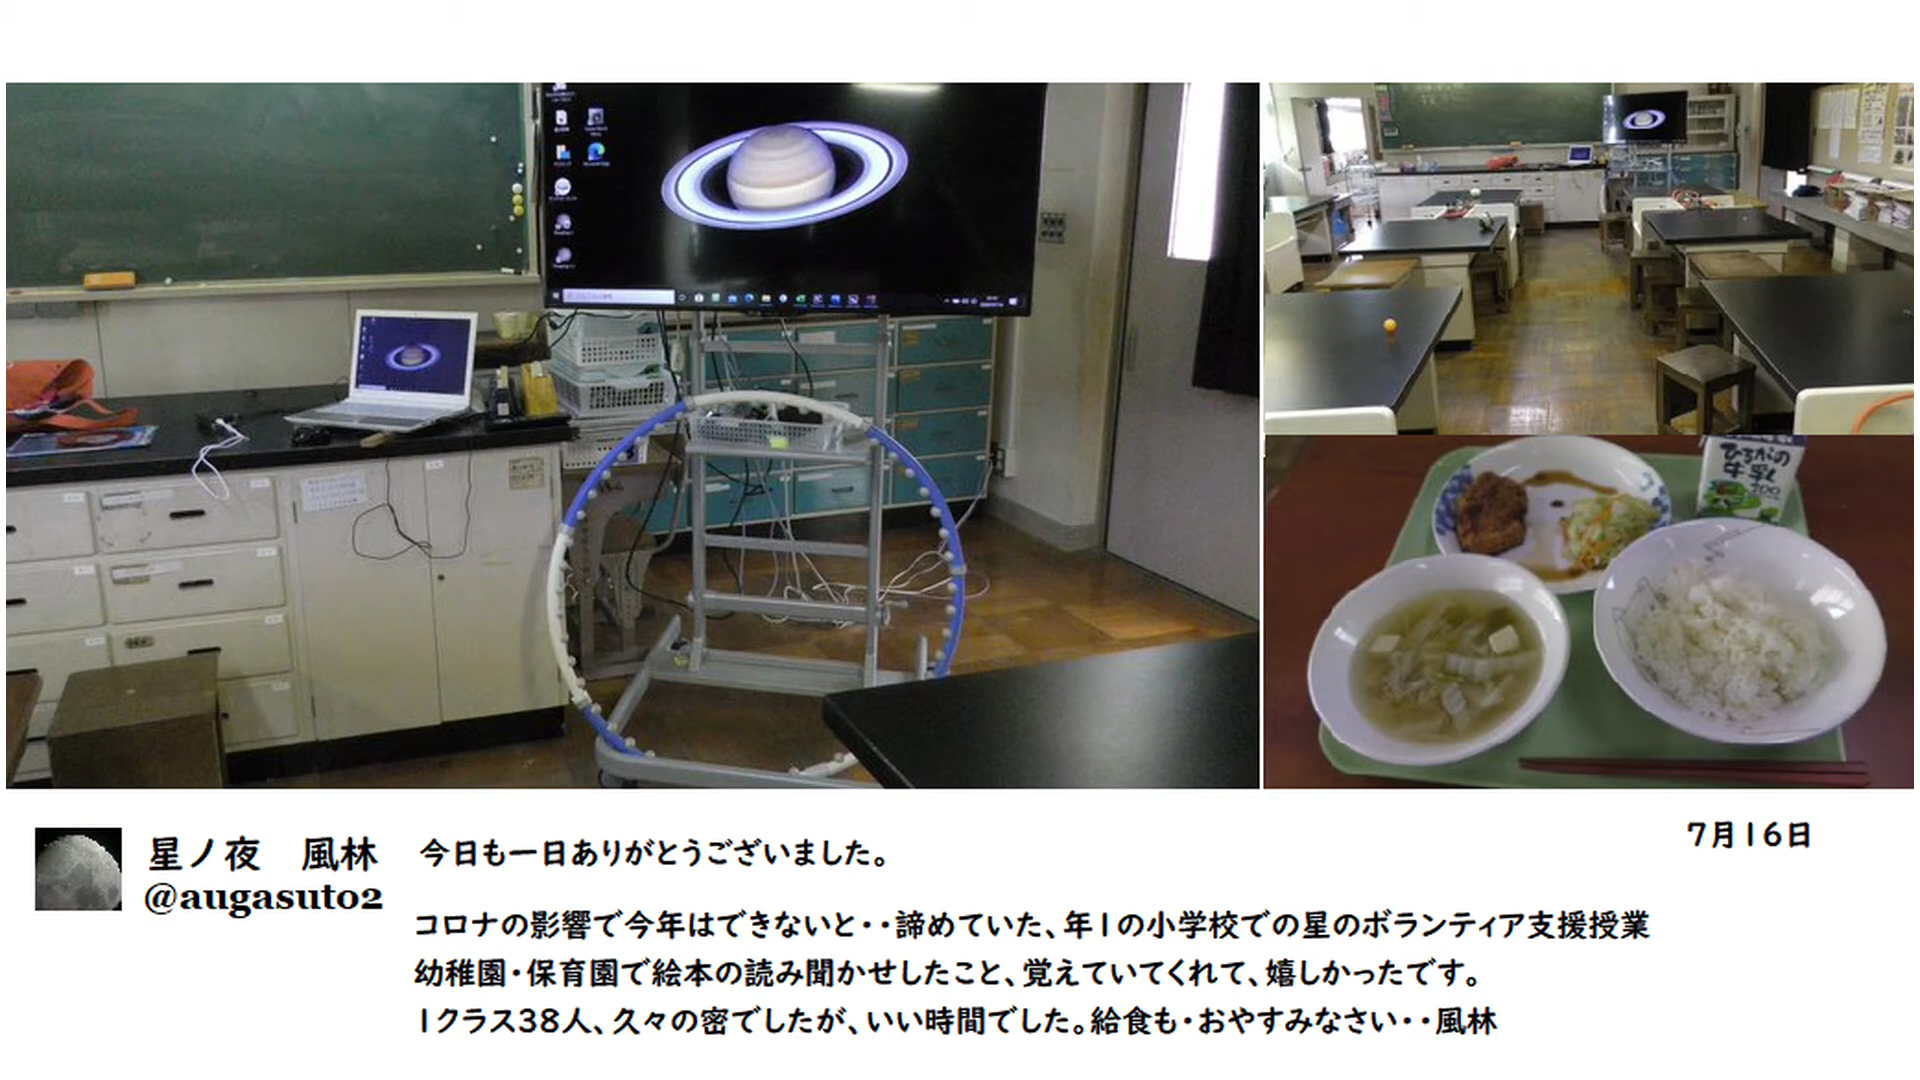 ひろがの
牛乳
200
7月16日
星ノ夜　風林
@augasuto2
今日も一日ありがとうございました。
コロナの影響で今年はできないと・・諦めていた、年1の小学校での星のボランティア支援授業
幼稚園・保育園で絵本の読み聞かせしたこと、覚えていてくれて、嬉しかったです。
1クラス38人、久々の密でしたが、いい時間でした。給食も・おやすみなさい・・風林